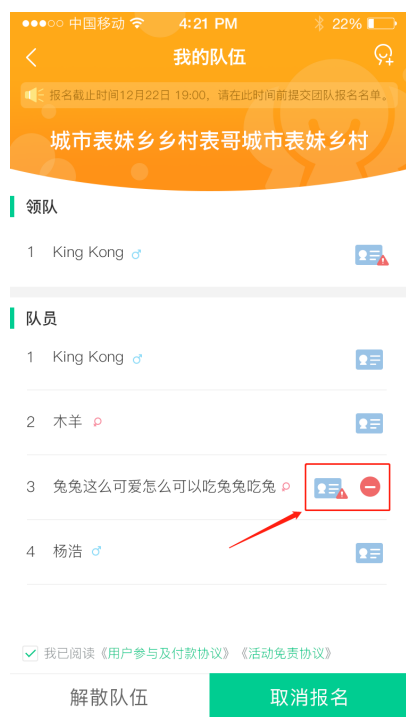 中国移动 4:21 PM 22%
我的队伍
报名截止时间12月22日 19:00，请在此时间前提交团队报名名单。
城市表妹乡乡村表哥城市表妹乡村
领队
1 King Kong
队员
1 King Kong
2 木羊
3 兔兔这么可爱怎么可以吃兔兔吃兔
4 杨浩
我已阅读《用户参与及付款协议》《活动免责协议》
解散队伍 取消报名